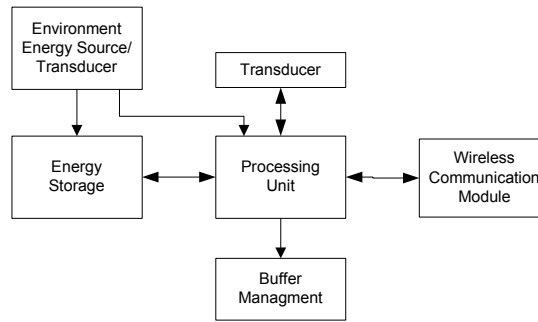 Environment
Energy Source/
Transducer
Transducer
Energy
Storage
Processing
Unit
Wireless
Communication
Module
Buffer
Managment